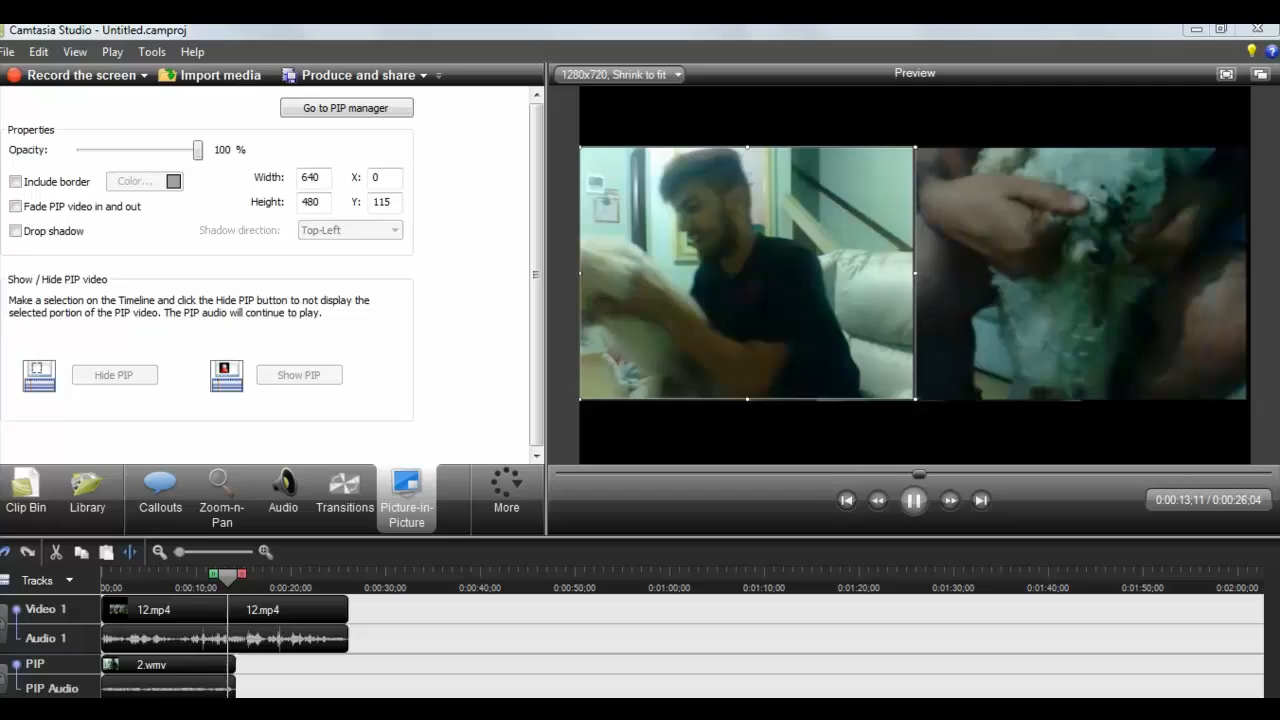 Camtasia Studio - Untitled.camproj
File Edit View Play Tools Help
Record the screen Import media Produce and share
1280x720, Shrink to fit
Preview
Go to PIP manager
Properties
Opacity: 100 %
Include border Color...
Width: 640 X: 0
Fade PIP video in and out
Height: 480 Y: 115
Drop shadow
Shadow direction: Top-Left
Show / Hide PIP video
Make a selection on the Timeline and click the Hide PIP button to not display the
selected portion of the PIP video. The PIP audio will continue to play.
Hide PIP Show PIP
Clip Bin Library Callouts Zoom-n-Pan Audio Transitions Picture-in-Picture More
0:00:13;11 / 0:00:26;04
Tracks
00;00 0:00:10;00 0:00:20;00 0:00:30;00 0:00:40;00 0:00:50;00 0:01:00;00 0:01:10;00 0:01:20;00 0:01:30;00 0:01:40;00 0:01:50;00 0:02:00;00
Video 1 12.mp4 12.mp4
Audio 1
PIP 2.wmv
PIP Audio